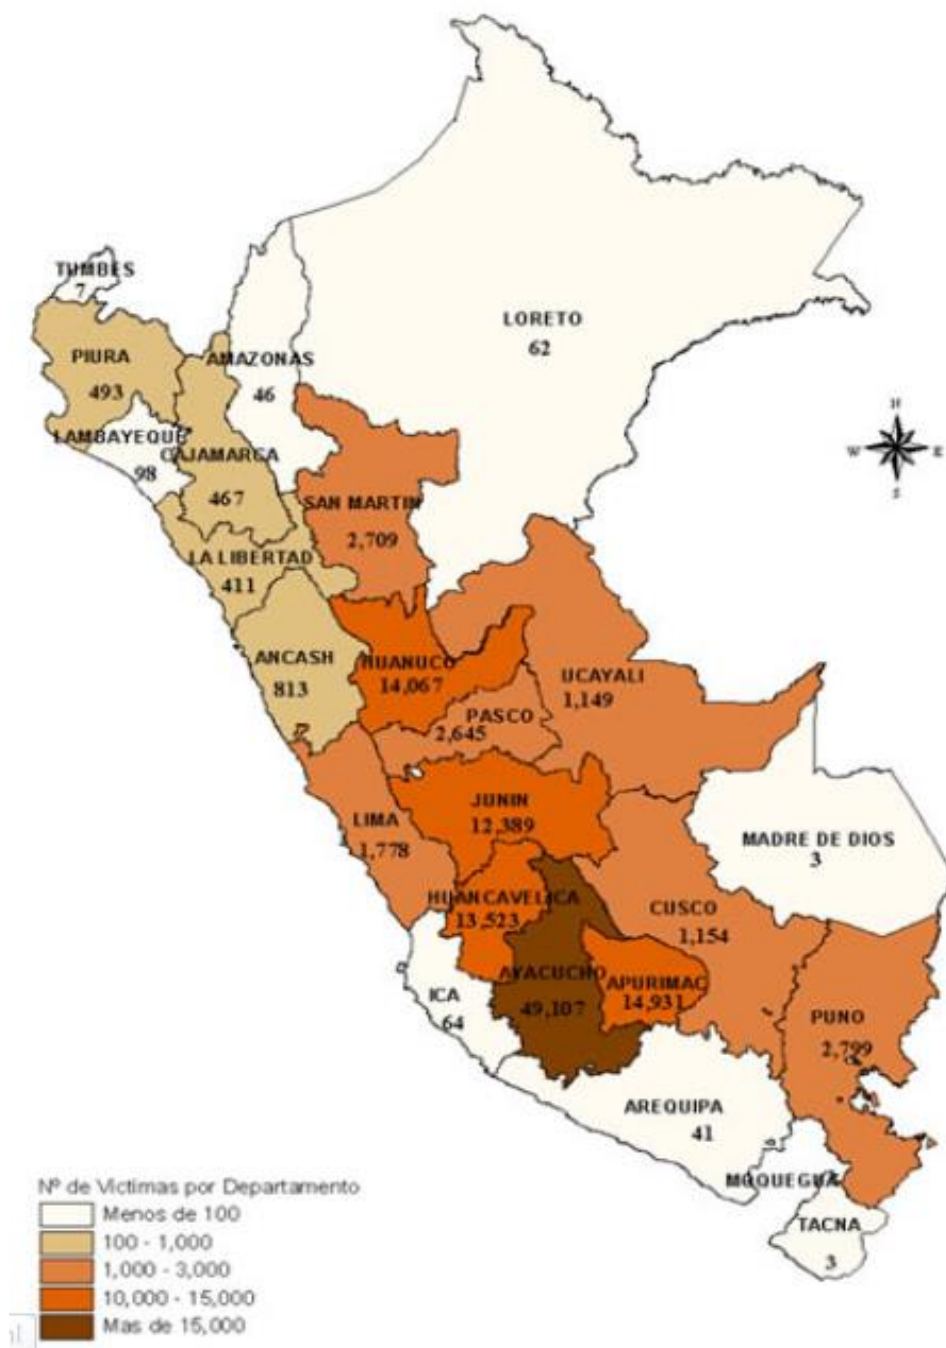 TUMBES
7
PIURA
493
LAMBAYEQUE
98
AMAZONAS
46
CAJAMARCA
467
LORETO
62
SAN MARTIN
2,709
LA LIBERTAD
411
ANCASH
813
HUANUCO
14,067
UCAYALI
1,149
PASCO
2,645
LIMA
1,778
JUNIN
12,389
MADRE DE DIOS
3
HUANCAVELICA
13,523
CUSCO
1,154
AYACUCHO
49,107
APURIMAC
14,931
ICA
64
PUNO
2,799
AREQUIPA
41
MOQUEGUA
TACNA
3
N
W
E
S
Nº de Victimas por Departamento
Menos de 100
100 - 1,000
1,000 - 3,000
10,000 - 15,000
Mas de 15,000